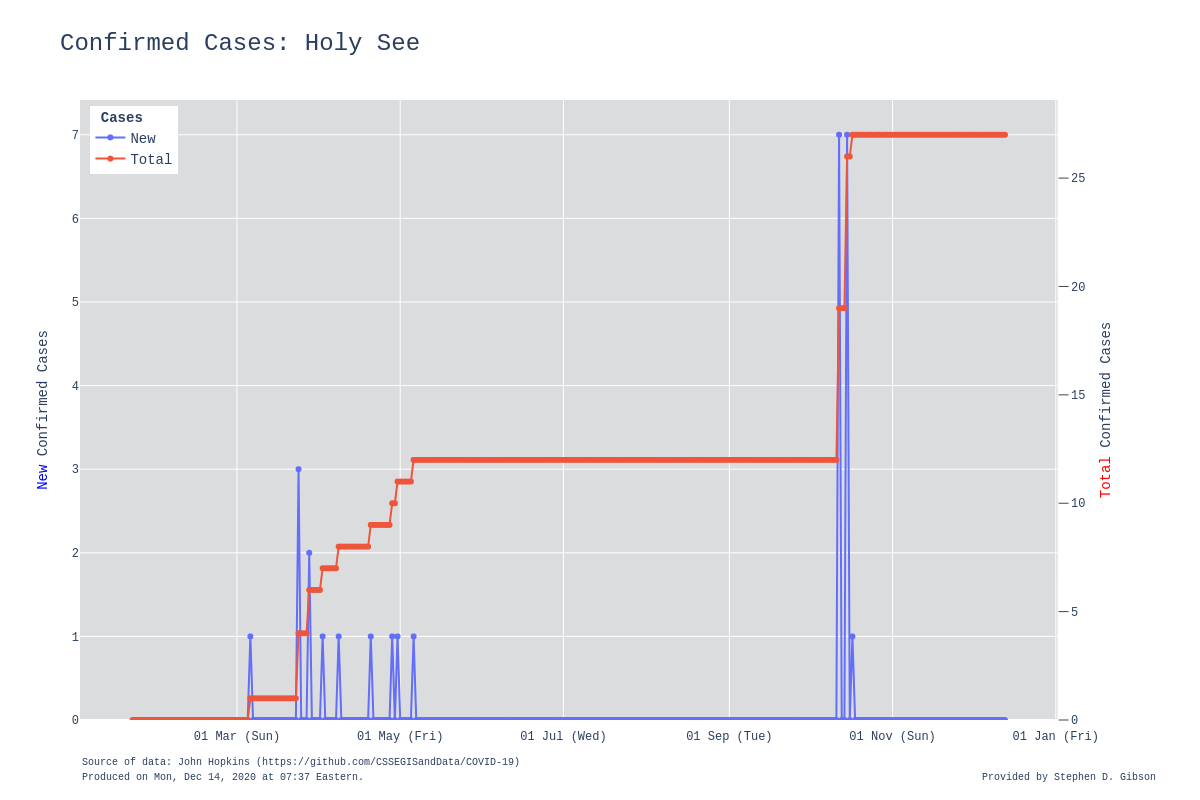 Confirmed Cases: Holy See
Cases
New
Total
7
6
5
4
3
2
1
0
New Confirmed Cases
25
20
15
10
5
0
Total Confirmed Cases
01 Mar (Sun) 01 May (Fri) 01 Jul (Wed) 01 Sep (Tue) 01 Nov (Sun) 01 Jan (Fri)
Source of data: John Hopkins (https://github.com/CSSEGISandData/COVID-19)
Produced on Mon, Dec 14, 2020 at 07:37 Eastern.
Provided by Stephen D. Gibson